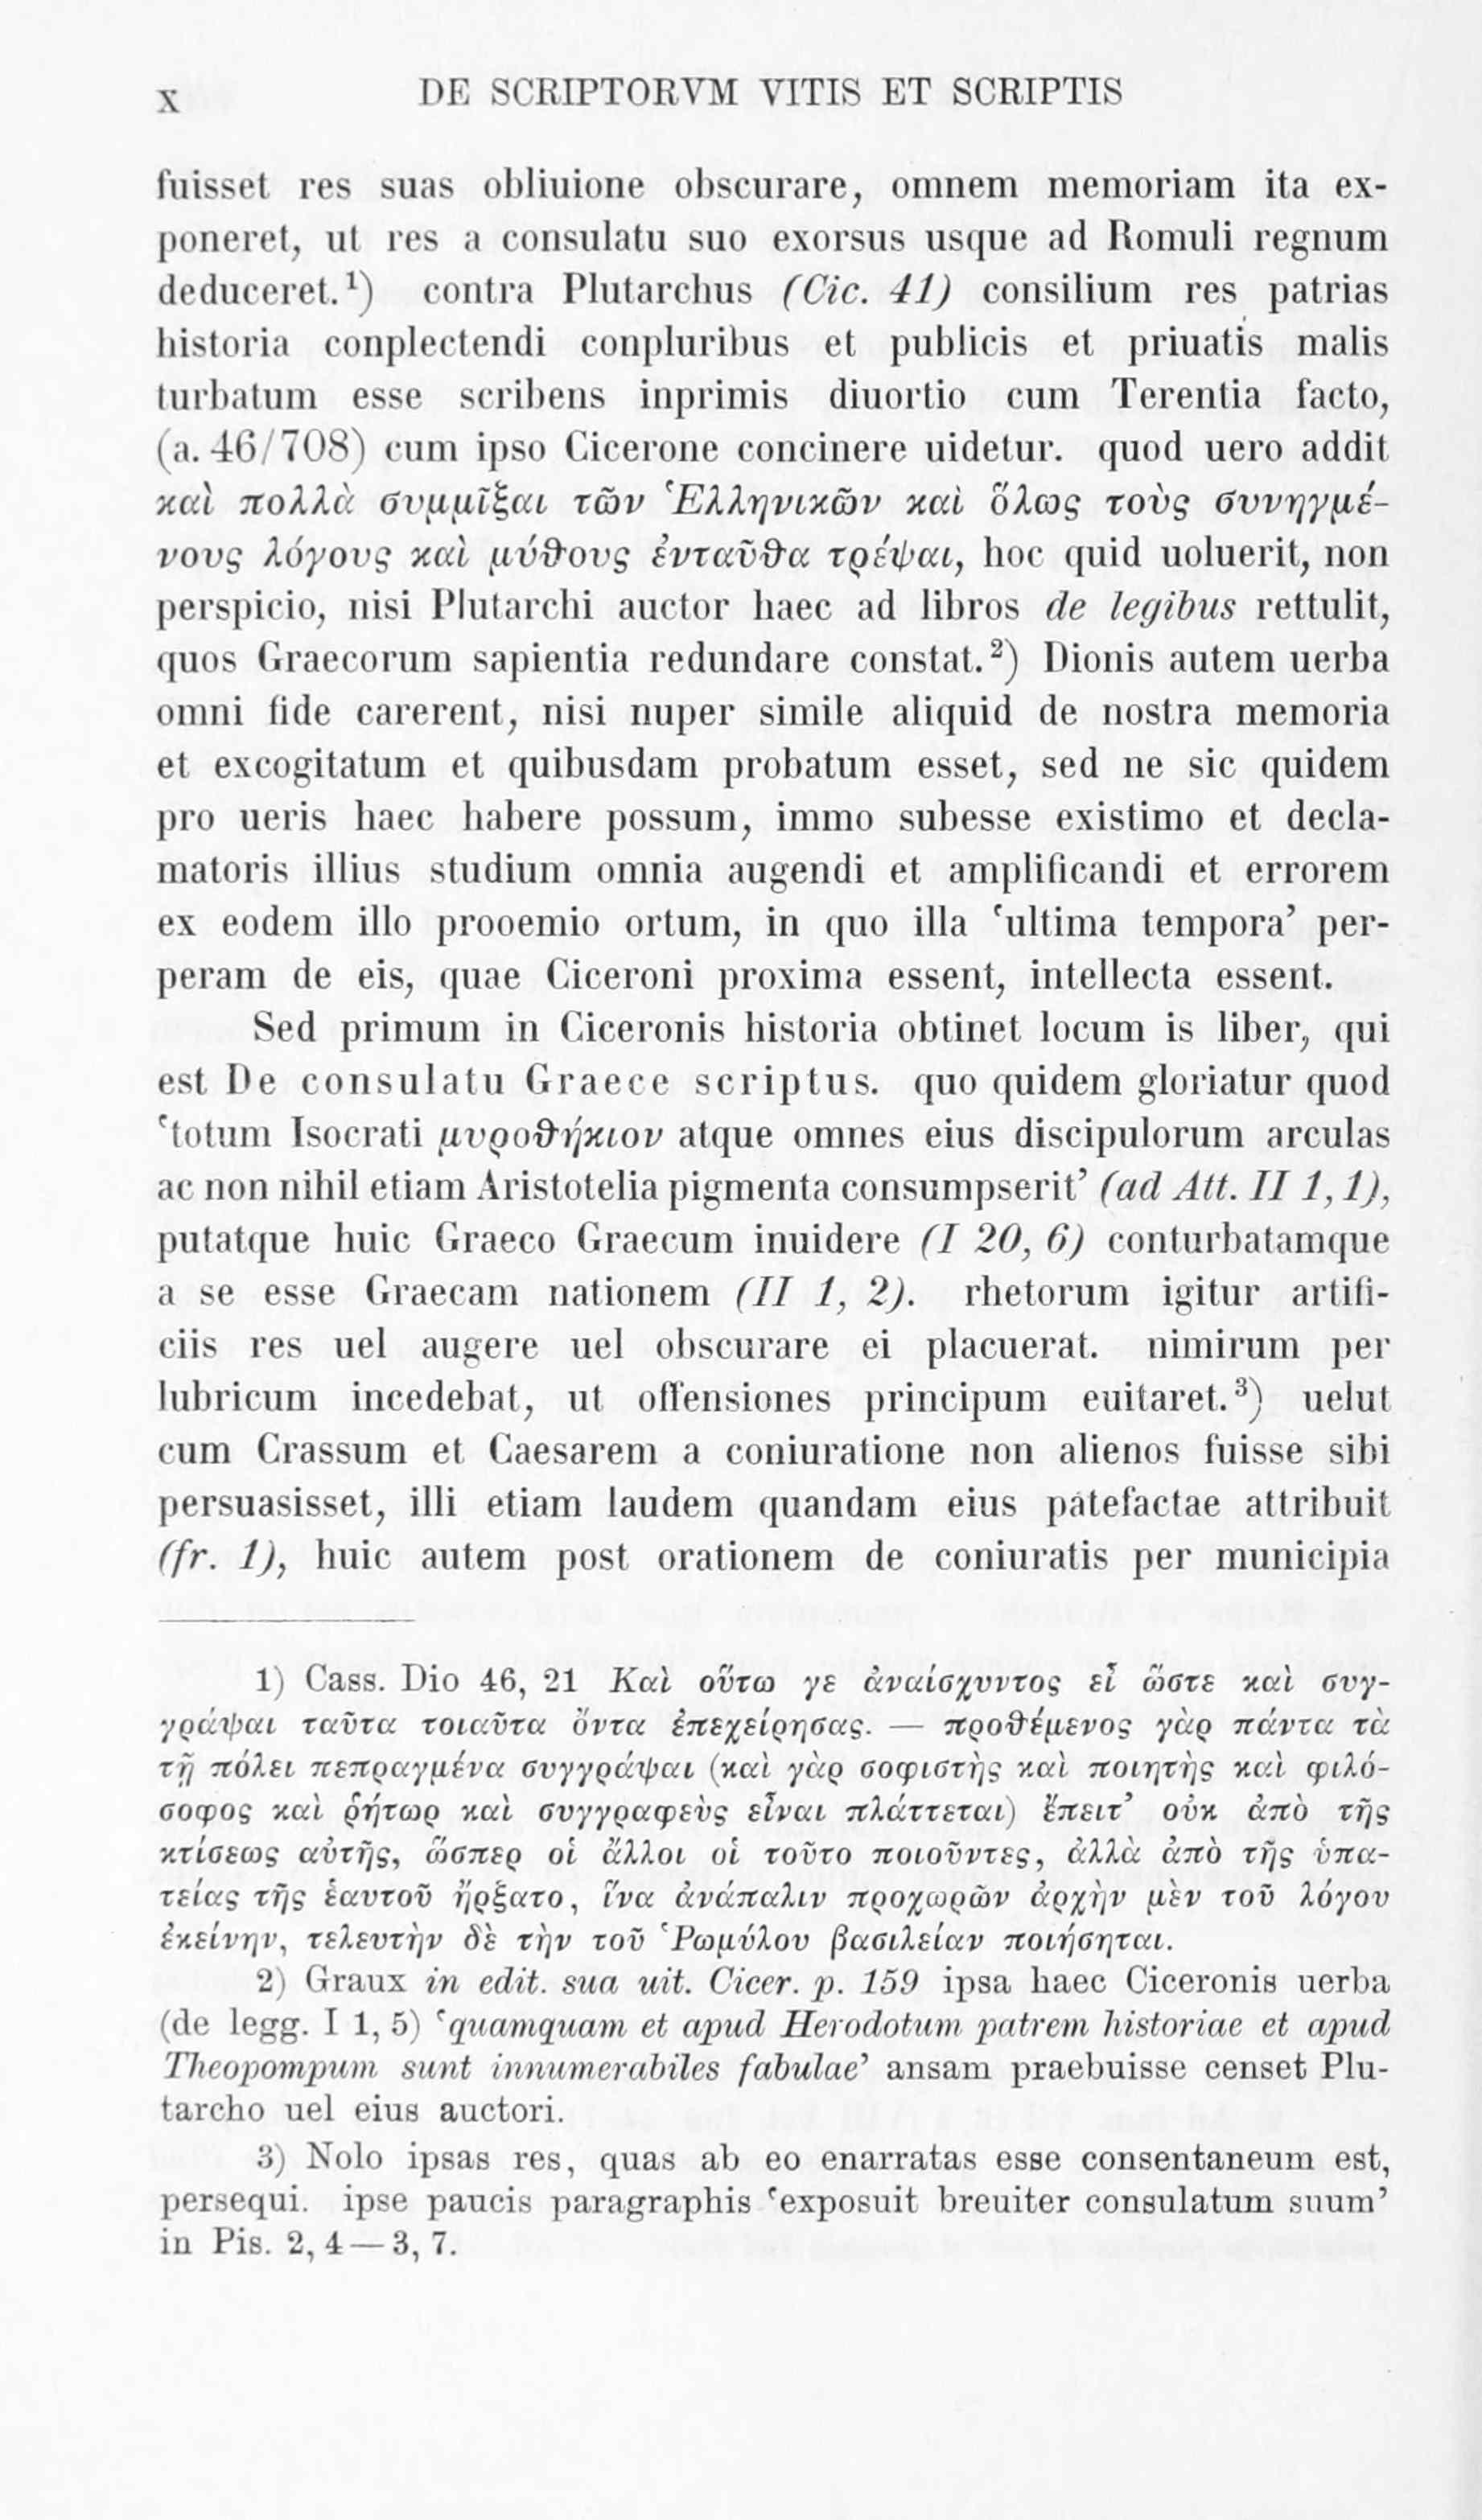 x DE SCRIPTORVM VITIS ET SCRIPTIS
fuisset res suas obliuione obscurare, omnem memoriam ita ex-
poneret, ut res a consulatu suo exorsus usque ad Romuli regnum
deduceret.¹) contra Plutarchus (Cic. 41) consilium res patrias
historia conplectendi conpluribus et publicis et priuatis malis
turbatum esse scribens inprimis diuortio cum Terentia facto,
(a. 46/708) cum ipso Cicerone concinere uidetur. quod uero addit
καὶ πολλὰ συμμῖξαι τῶν Ἑλληνικῶν καὶ ὅλως τοὺς συνηγμέ-
νους λόγους καὶ μύϑους ἐνταῦϑα τρέψαι, hoc quid uoluerit, non
perspicio, nisi Plutarchi auctor haec ad libros de legibus rettulit,
quos Graecorum sapientia redundare constat.²) Dionis autem uerba
omni fide carerent, nisi nuper simile aliquid de nostra memoria
et excogitatum et quibusdam probatum esset, sed ne sic quidem
pro ueris haec habere possum, immo subesse existimo et decla-
matoris illius studium omnia augendi et amplificandi et errorem
ex eodem illo prooemio ortum, in quo illa ‘ultima tempora’ per-
peram de eis, quae Ciceroni proxima essent, intellecta essent.
Sed primum in Ciceronis historia obtinet locum is liber, qui
est De consulatu Graece scriptus. quo quidem gloriatur quod
‘totum Isocrati μυροϑήκιον atque omnes eius discipulorum arculas
ac non nihil etiam Aristotelia pigmenta consumpserit’ (ad Att. II 1, 1),
putatque huic Graeco Graecum inuidere (I 20, 6) conturbatamque
a se esse Graecam nationem (II 1, 2). rhetorum igitur artifi-
ciis res uel augere uel obscurare ei placuerat. nimirum per
lubricum incedebat, ut offensiones principum euitaret.³) uelut
cum Crassum et Caesarem a coniuratione non alienos fuisse sibi
persuasisset, illi etiam laudem quandam eius patefactae attribuit
(fr. 1), huic autem post orationem de coniuratis per municipia
1) Cass. Dio 46, 21 Καὶ οὕτω γε ἀναίσχυντος εἶ ὥστε καὶ συγ-
γράψαι ταῦτα τοιαῦτα ὄντα ἐπεχείρησας. — προϑέμενος γὰρ πάντα τὰ
τῇ πόλει πεπραγμένα συγγράψαι (καὶ γὰρ σοφιστὴς καὶ ποιητὴς καὶ φιλό-
σοφος καὶ ῥήτωρ καὶ συγγραφεὺς εἶναι πλάττεται) ἔπειτ’ οὐκ ἀπὸ τῆς
κτίσεως αὐτῆς, ὥσπερ οἱ ἄλλοι οἱ τοῦτο ποιοῦντες, ἀλλὰ ἀπὸ τῆς ὑπα-
τείας τῆς ἑαυτοῦ ἤρξατο, ἵνα ἀνάπαλιν προχωρῶν ἀρχὴν μὲν τοῦ λόγου
ἐκείνην, τελευτὴν δὲ τὴν τοῦ Ῥωμύλου βασιλείαν ποιήσηται.
2) Graux in edit. sua uit. Cicer. p. 159 ipsa haec Ciceronis uerba
(de legg. I 1, 5) ‘quamquam et apud Herodotum patrem historiae et apud
Theopompum sunt innumerabiles fabulae’ ansam praebuisse censet Plu-
tarcho uel eius auctori.
3) Nolo ipsas res, quas ab eo enarratas esse consentaneum est,
persequi. ipse paucis paragraphis ‘exposuit breuiter consulatum suum’
in Pis. 2, 4 — 3, 7.